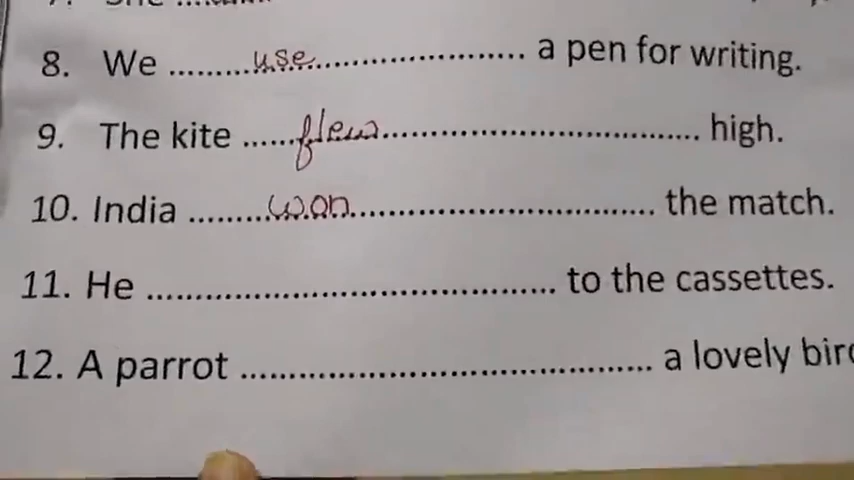 8. We .........use........................... a pen for writing.
9. The kite ......flew................................... high.
10. India .........won................................... the match.
11. He ............................................. to the cassettes.
12. A parrot ............................................. a lovely